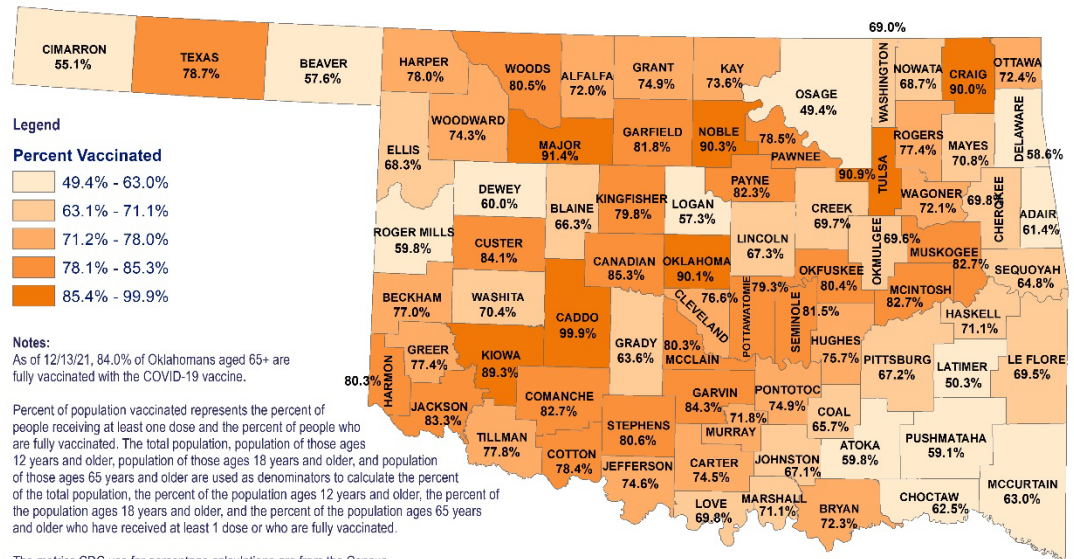 69.0%
CIMARRON
55.1%
TEXAS
78.7%
BEAVER
57.6%
HARPER
78.0%
WOODS
80.5%
ALFALFA
72.0%
GRANT
74.9%
KAY
73.6%
OSAGE
49.4%
WASHINGTON
NOWATA
68.7%
CRAIG
90.0%
OTTAWA
72.4%
Legend
Percent Vaccinated
49.4% - 63.0%
63.1% - 71.1%
71.2% - 78.0%
78.1% - 85.3%
85.4% - 99.9%
ELLIS
68.3%
WOODWARD
74.3%
MAJOR
91.4%
GARFIELD
81.8%
NOBLE
90.3%
78.5%
PAWNEE
90.9%
TULSA
ROGERS
77.4%
MAYES
70.8%
DELAWARE
58.6%
DEWEY
60.0%
BLAINE
66.3%
KINGFISHER
79.8%
LOGAN
57.3%
PAYNE
82.3%
CREEK
69.7%
WAGONER
72.1%
69.8%
CHEROKEE
ADAIR
61.4%
ROGER MILLS
59.8%
CUSTER
84.1%
CANADIAN
85.3%
OKLAHOMA
90.1%
LINCOLN
67.3%
OKMULGEE
69.6%
MUSKOGEE
82.7%
SEQUOYAH
64.8%
BECKHAM
77.0%
WASHITA
70.4%
CADDO
99.9%
GRADY
63.6%
CLEVELAND
76.6%
POTTAWATOMIE
79.3%
SEMINOLE
81.5%
OKFUSKEE
80.4%
MCINTOSH
82.7%
HASKELL
71.1%
Notes:
As of 12/13/21, 84.0% of Oklahomans aged 65+ are
fully vaccinated with the COVID-19 vaccine.
GREER
77.4%
KIOWA
89.3%
80.3%
MCCLAIN
HUGHES
75.7%
PITTSBURG
67.2%
LATIMER
50.3%
LE FLORE
69.5%
80.3%
HARMON
JACKSON
83.3%
COMANCHE
82.7%
GARVIN
84.3%
PONTOTOC
74.9%
Percent of population vaccinated represents the percent of
people receiving at least one dose and the percent of people who
are fully vaccinated. The total population, population of those ages
12 years and older, population of those ages 18 years and older, and population
of those ages 65 years and older are used as denominators to calculate the percent
of the total population, the percent of the population ages 12 years and older, the percent of
the population ages 18 years and older, and the percent of the population ages 65 years
and older who have received at least 1 dose or who are fully vaccinated.
TILLMAN
77.8%
COTTON
78.4%
STEPHENS
80.6%
71.8%
MURRAY
COAL
65.7%
ATOKA
59.8%
PUSHMATAHA
59.1%
JEFFERSON
74.6%
CARTER
74.5%
JOHNSTON
67.1%
MCCURTAIN
63.0%
LOVE
69.8%
MARSHALL
71.1%
BRYAN
72.3%
CHOCTAW
62.5%